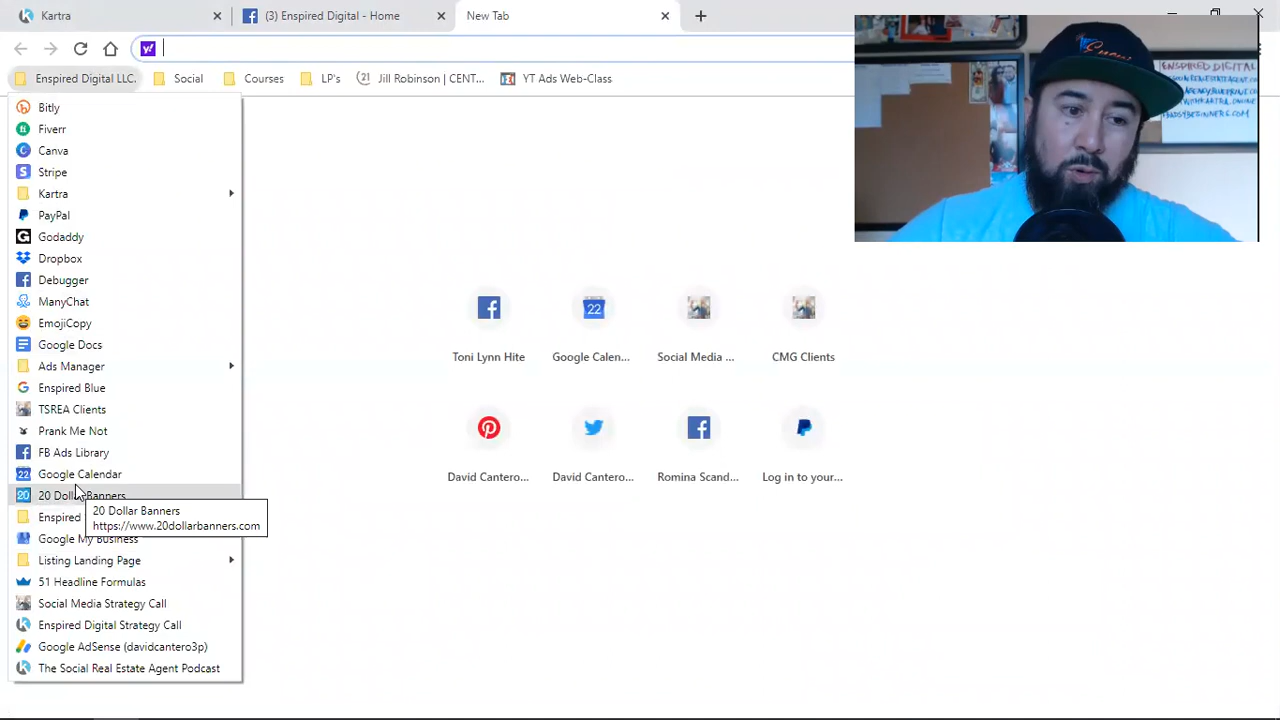 Kartra
(3) Enspired Digital - Home
New Tab
y!
Enspired Digital LLC.
Social
Courses
LP's
21
Jill Robinson | CENT...
YT Ads Web-Class
Bitly
Fiverr
Canva
Stripe
Kartra
PayPal
Godaddy
Dropbox
Debugger
ManyChat
EmojiCopy
Google Docs
Ads Manager
Enspired Blue
TSREA Clients
Prank Me Not
FB Ads Library
Google Calendar
20 Dollar Banners
20 Dollar Banners
https://www.20dollarbanners.com
Enspired
Google My Business
Listing Landing Page
51 Headline Formulas
Social Media Strategy Call
Enspired Digital Strategy Call
Google AdSense (davidcantero3p)
The Social Real Estate Agent Podcast
22
Toni Lynn Hite
Google Calen...
Social Media ...
CMG Clients
David Cantero...
David Cantero...
Romina Scand...
Log in to your...
ENSPIRED DIGITAL